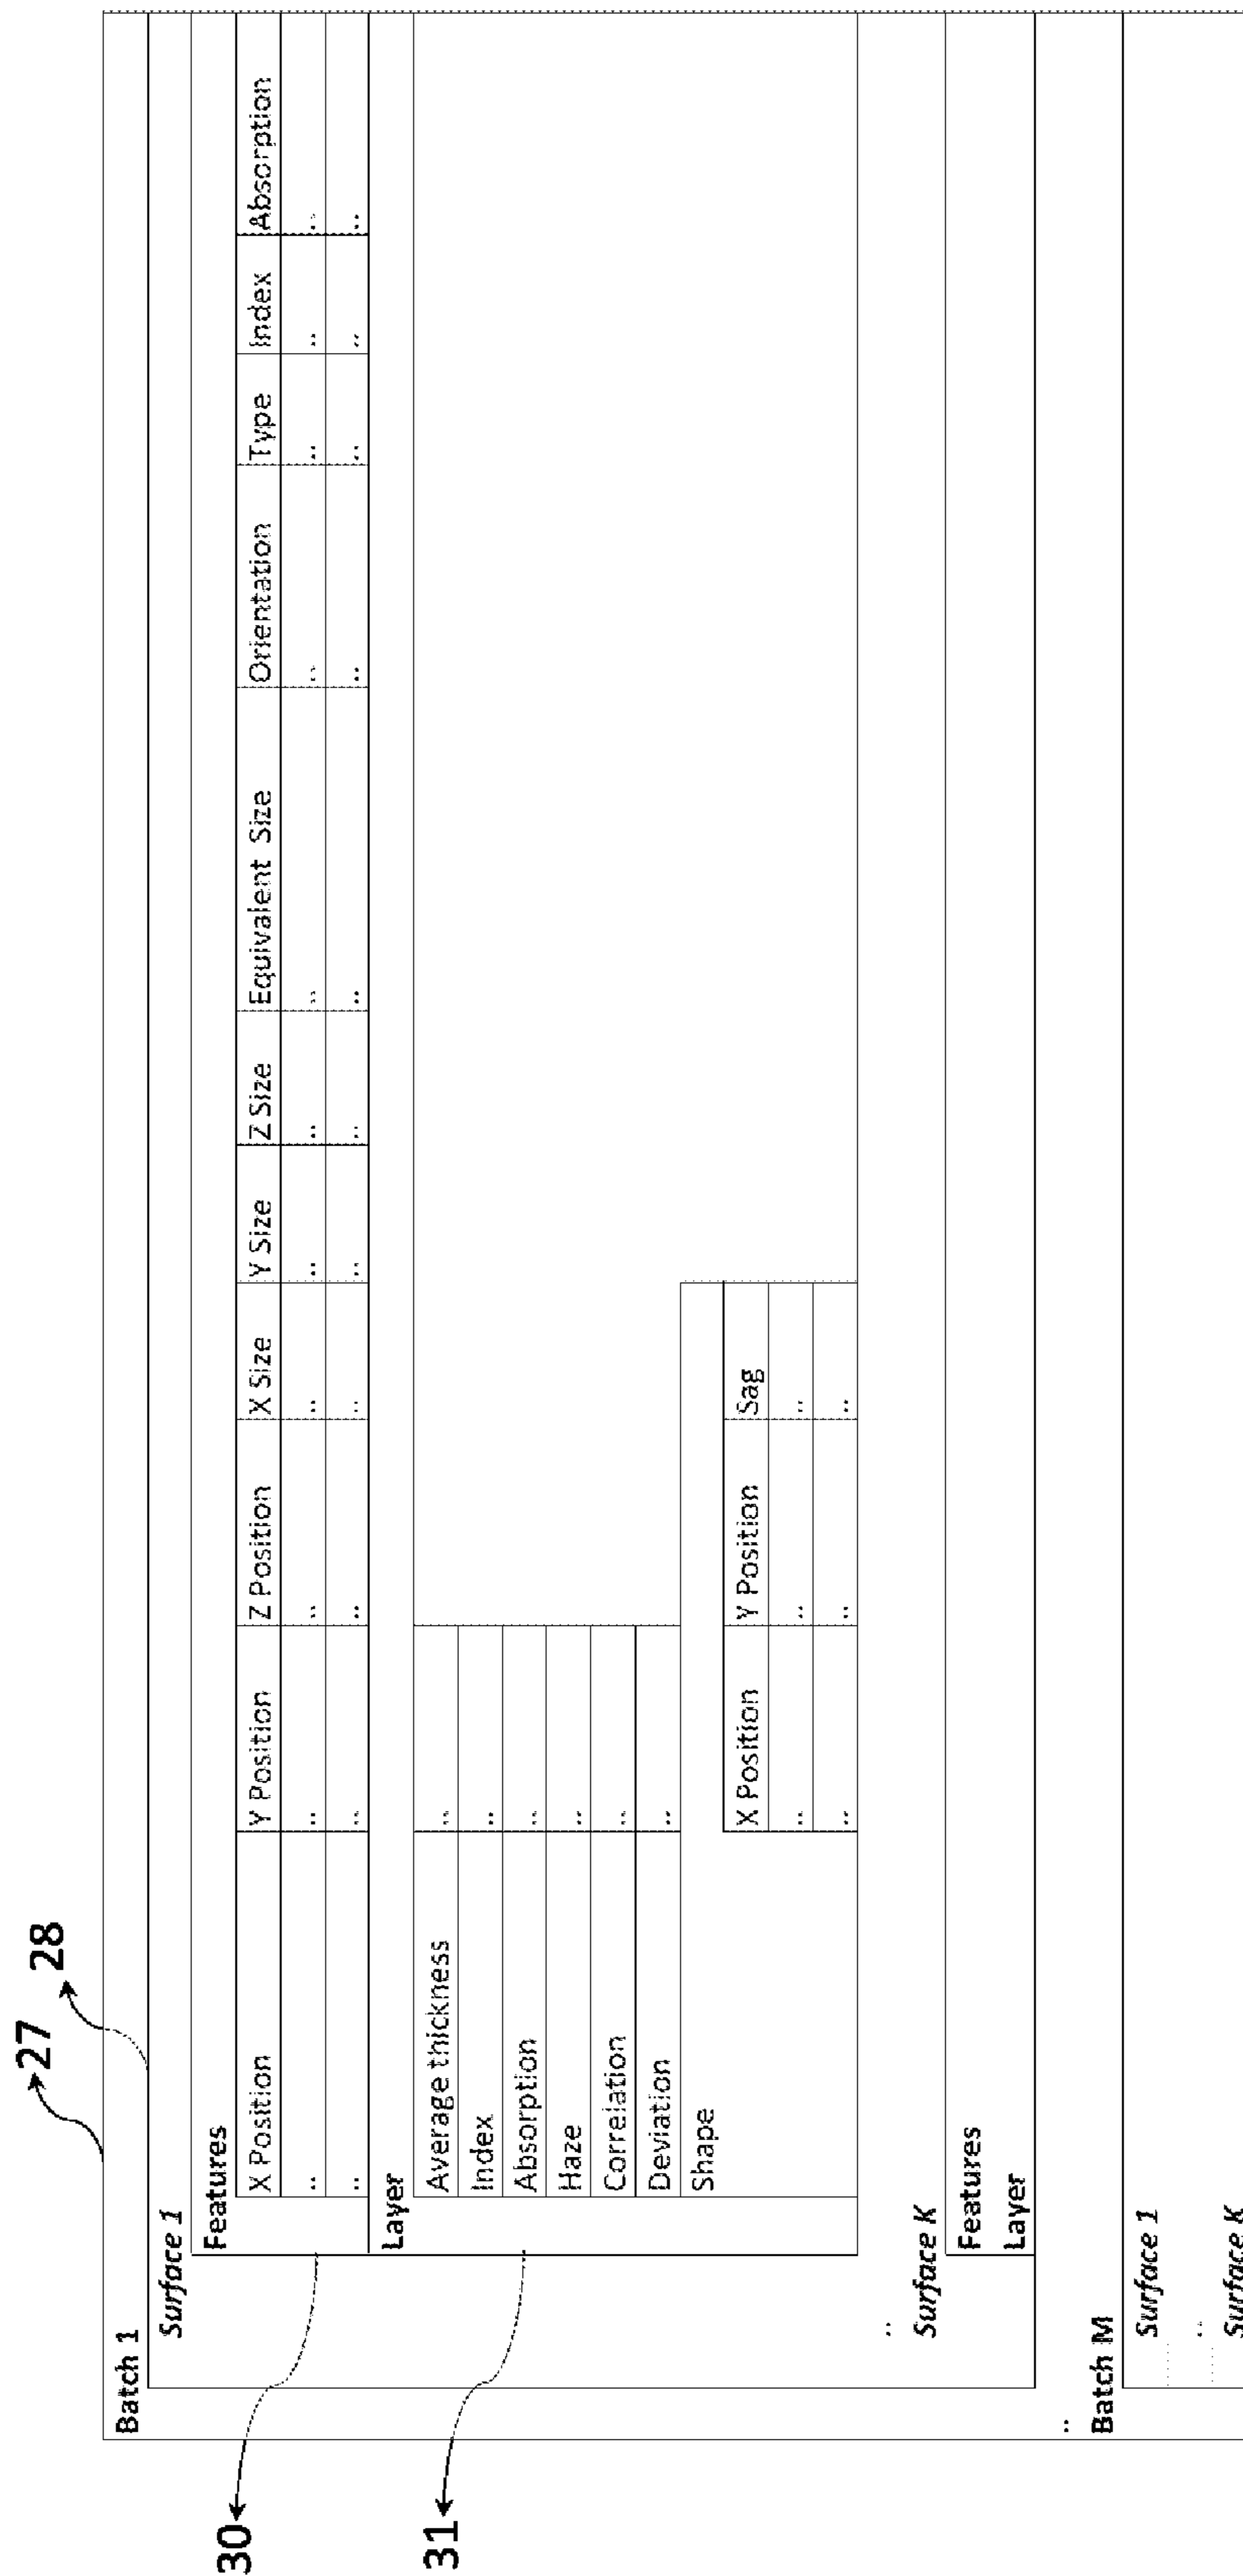 27 28
Batch 1
Surface 1
Features
X Position Y Position Z Position X Size Y Size Z Size Equivalent Size Orientation Type Index Absorption
.. .. .. .. .. .. .. .. .. .. ..
.. .. .. .. .. .. .. .. .. .. ..
30
Layer
Average thickness ..
Index ..
Absorption ..
Haze ..
Correlation ..
Deviation ..
Shape
X Position Y Position Sag
.. .. ..
.. .. ..
31
..
Surface K
Features
Layer
..
Batch M
Surface 1
..
Surface K